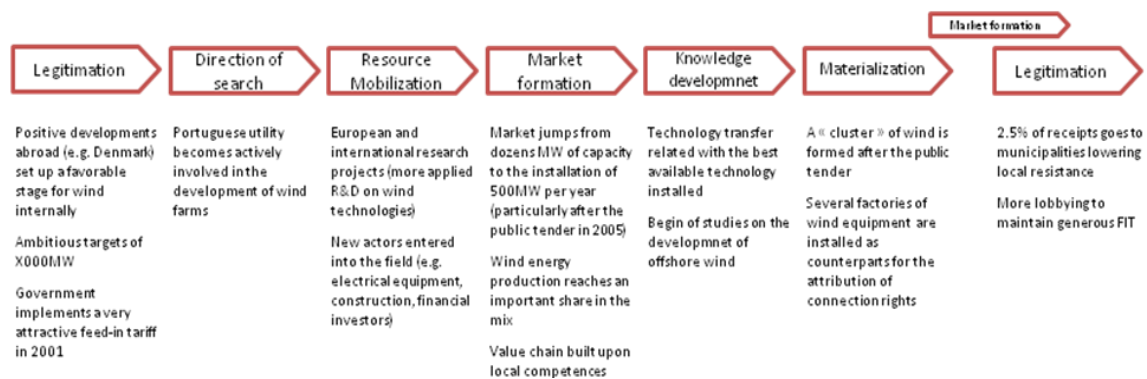 Market formation
Legitimation
Direction of
search
Resource
Mobilization
Market
formation
Knowledge
developmnet
Materialization
Legitimation
Positive developments
abroad (e.g. Denmark)
set up a favorable
stage for wind
internally
Ambitious targets of
X000MW
Government
implements a very
attractive feed-in tariff
in 2001
Portuguese utility
becomes actively
involved in the
development of wind
farms
European and
international research
projects (more applied
R&D on wind
technologies)
New actors entered
into the field (e.g.
electrical equipment,
construction, financial
investors)
Market jumps from
dozens MW of capacity
to the installation of
500MW per year
(particularly after the
public tender in 2005)
Wind energy
production reaches an
important share in the
mix
Value chain built upon
local competences
Technology transfer
related with the best
available technology
installed
Begin of studies on the
developmnet of
offshore wind
A « cluster » of wind is
formed after the public
tender
Several factories of
wind equipment are
installed as
counterparts for the
attribution of
connection rights
2.5% of receipts goes to
municipalities lowering
local resistance
More lobbying to
maintain generous FIT